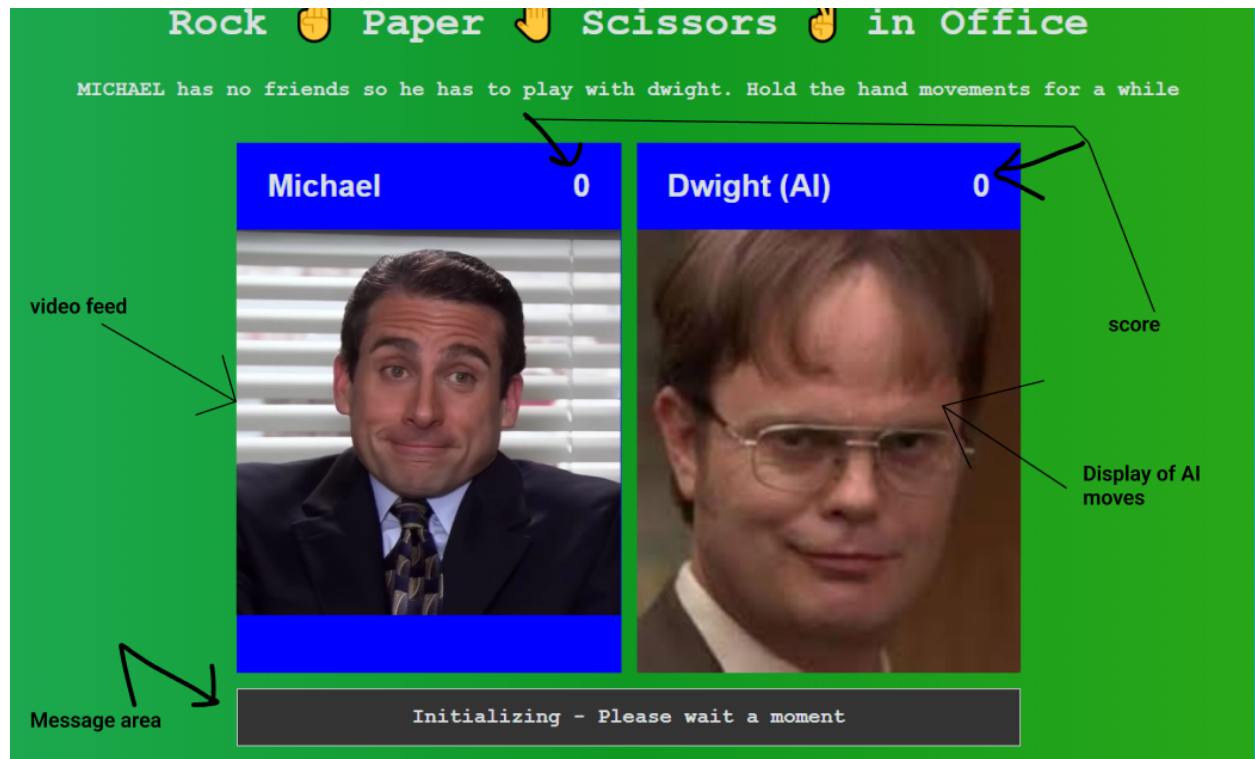 Rock ✊ Paper 🤚 Scissors ✌ in Office
MICHAEL has no friends so he has to play with dwight. Hold the hand movements for a while
Michael 0
Dwight (AI) 0
video feed
score
Display of AI
moves
Message area
Initializing - Please wait a moment